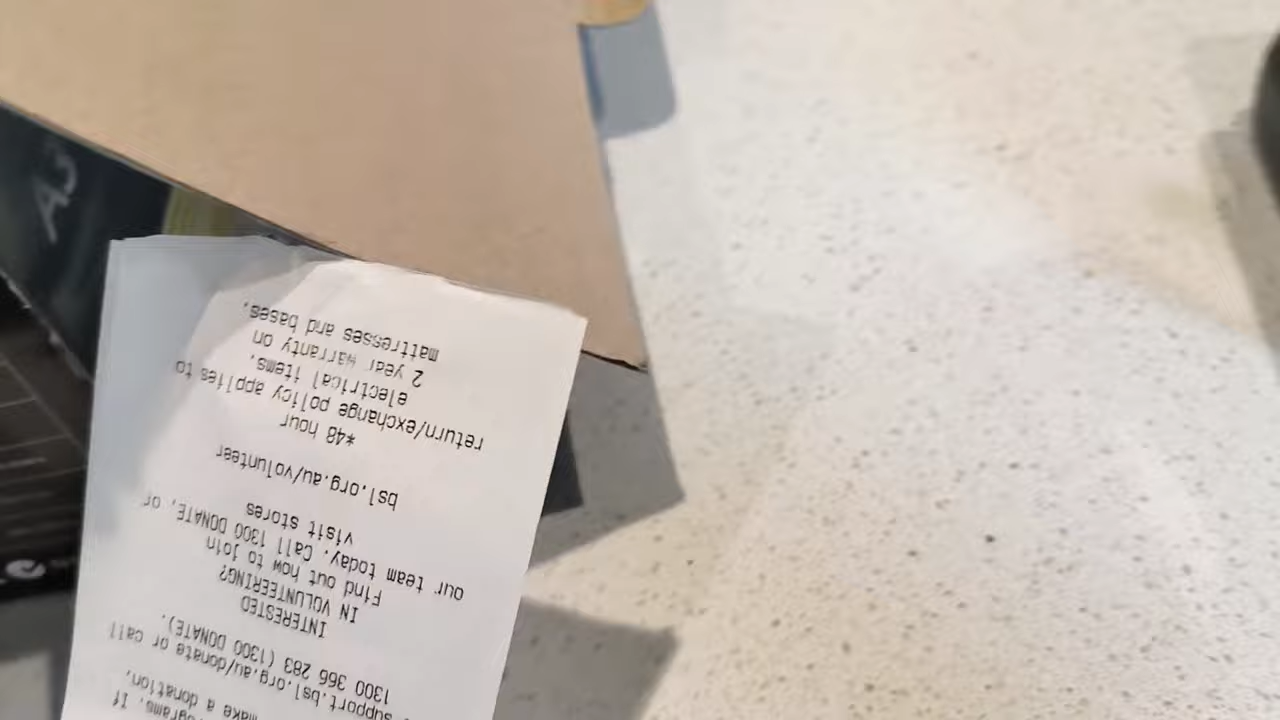 programs. If
make a donation,
support.bsl.org.au/donate or call
1300 366 283 (1300 DONATE).
INTERESTED
IN VOLUNTEERING?
Find out how to join
our team today. Call 1300 DONATE, or
visit stores
bsl.org.au/volunteer
*48 hour
return/exchange policy applies to
electrical items.
2 year warranty on
mattresses and bases.